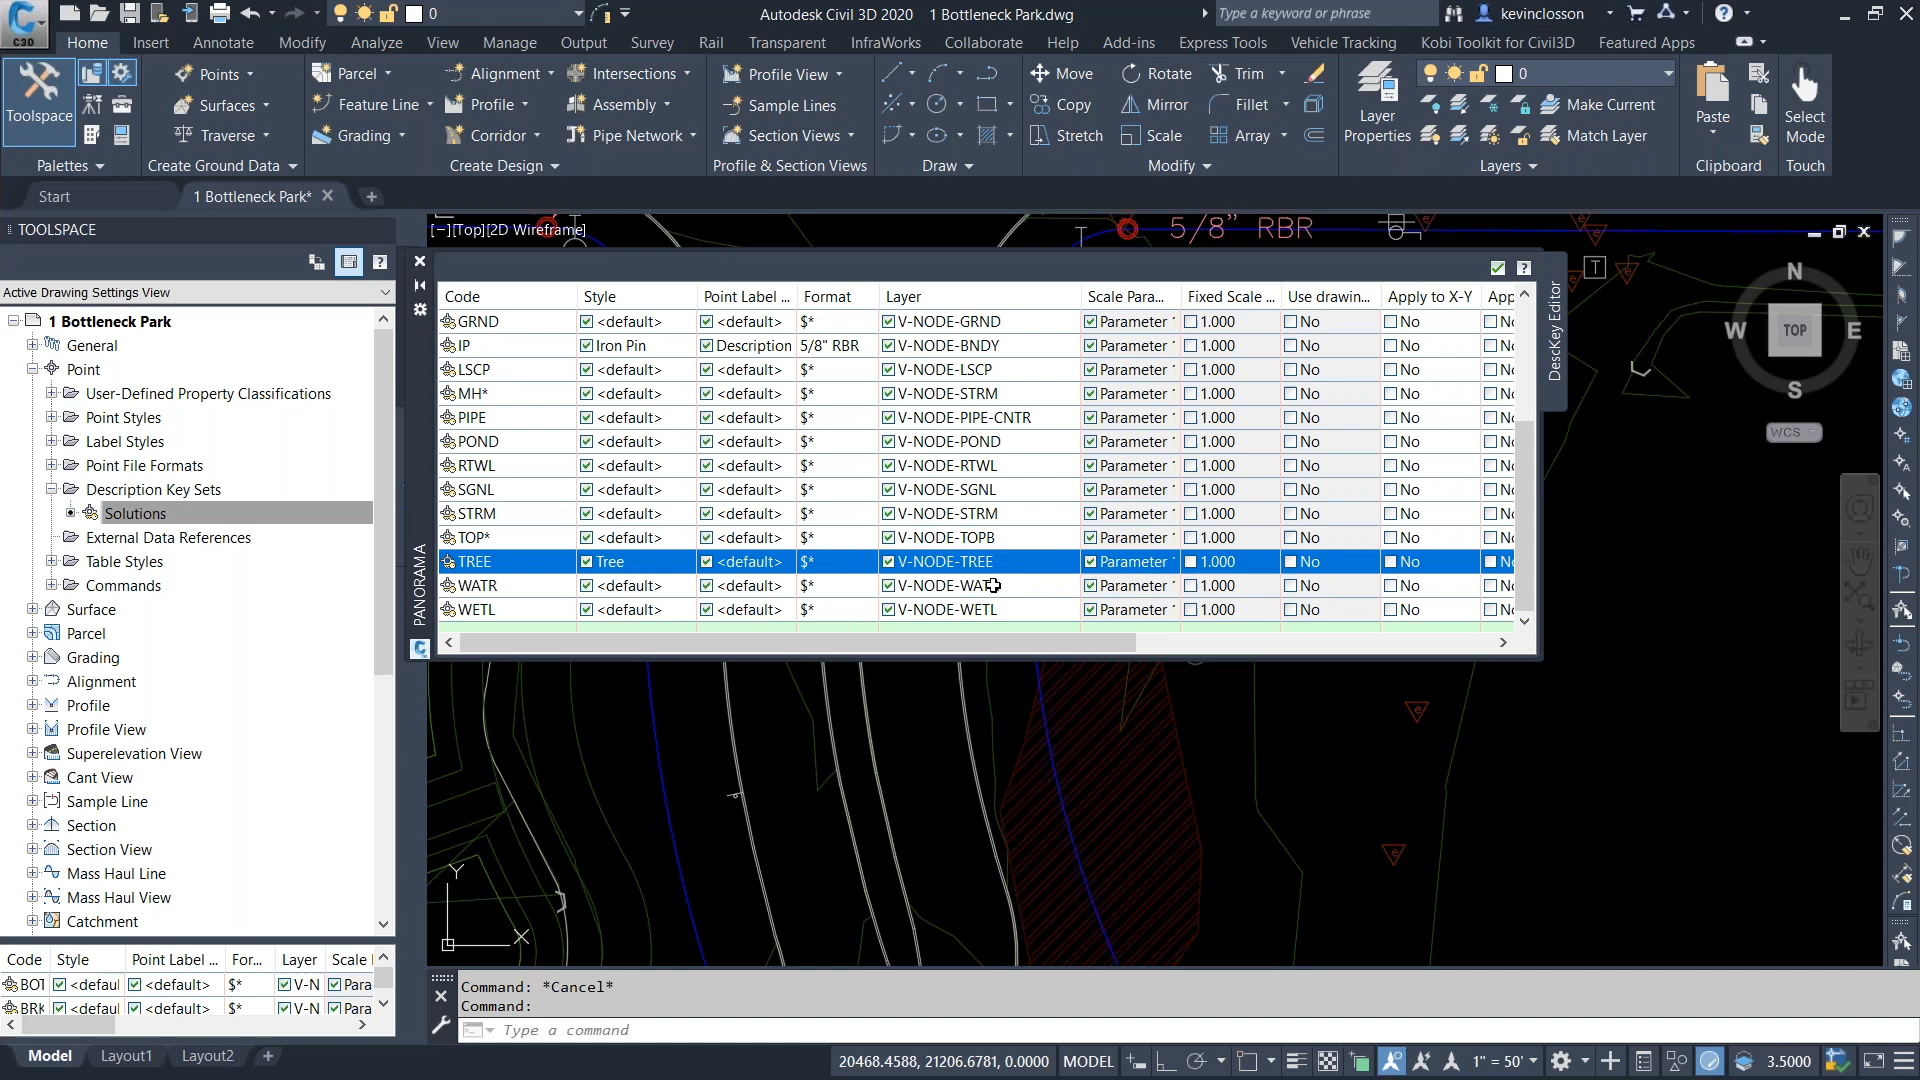 0
Autodesk Civil 3D 2020 1 Bottleneck Park.dwg
Type a keyword or phrase
kevinclosson
C3D
Home Insert Annotate Modify Analyze View Manage Output Survey Rail Transparent InfraWorks Collaborate Help Add-ins Express Tools Vehicle Tracking Kobi Toolkit for Civil3D Featured Apps
Toolspace
Points
Surfaces
Traverse
Parcel
Feature Line
Grading
Alignment
Profile
Corridor
Intersections
Assembly
Pipe Network
Profile View
Sample Lines
Section Views
Move Rotate Trim
Copy Mirror Fillet
Stretch Scale Array
Layer Properties
0
Make Current
Match Layer
Paste
Select Mode
Palettes Create Ground Data Create Design Profile & Section Views Draw Modify Layers Clipboard Touch
Start 1 Bottleneck Park*
TOOLSPACE
Active Drawing Settings View
1 Bottleneck Park
General
Point
User-Defined Property Classifications
Point Styles
Label Styles
Point File Formats
Description Key Sets
Solutions
External Data References
Table Styles
Commands
Surface
Parcel
Grading
Alignment
Profile
Profile View
Superelevation View
Cant View
Sample Line
Section
Section View
Mass Haul Line
Mass Haul View
Catchment
Code Style Point Label ... For... Layer Scale
BOT <defaul <default> $* V-N Para
BRK <defaul <default> $* V-N Para
[−][Top][2D Wireframe]
5/8" RBR
T
N
W TOP E
S
WCS
PANORAMA
DescKey Editor
Code Style Point Label ... Format Layer Scale Para... Fixed Scale ... Use drawin... Apply to X-Y App
GRND <default> <default> $* V-NODE-GRND Parameter 1.000 No No
IP Iron Pin Description 5/8" RBR V-NODE-BNDY Parameter 1.000 No No
LSCP <default> <default> $* V-NODE-LSCP Parameter 1.000 No No
MH* <default> <default> $* V-NODE-STRM Parameter 1.000 No No
PIPE <default> <default> $* V-NODE-PIPE-CNTR Parameter 1.000 No No
POND <default> <default> $* V-NODE-POND Parameter 1.000 No No
RTWL <default> <default> $* V-NODE-RTWL Parameter 1.000 No No
SGNL <default> <default> $* V-NODE-SGNL Parameter 1.000 No No
STRM <default> <default> $* V-NODE-STRM Parameter 1.000 No No
TOP* <default> <default> $* V-NODE-TOPB Parameter 1.000 No No
TREE Tree <default> $* V-NODE-TREE Parameter 1.000 No No
WATR <default> <default> $* V-NODE-WATR Parameter 1.000 No No
WETL <default> <default> $* V-NODE-WETL Parameter 1.000 No No
Y
X
Command: *Cancel*
Command:
Type a command
Model Layout1 Layout2
20468.4588, 21206.6781, 0.0000 MODEL 1" = 50' 3.5000